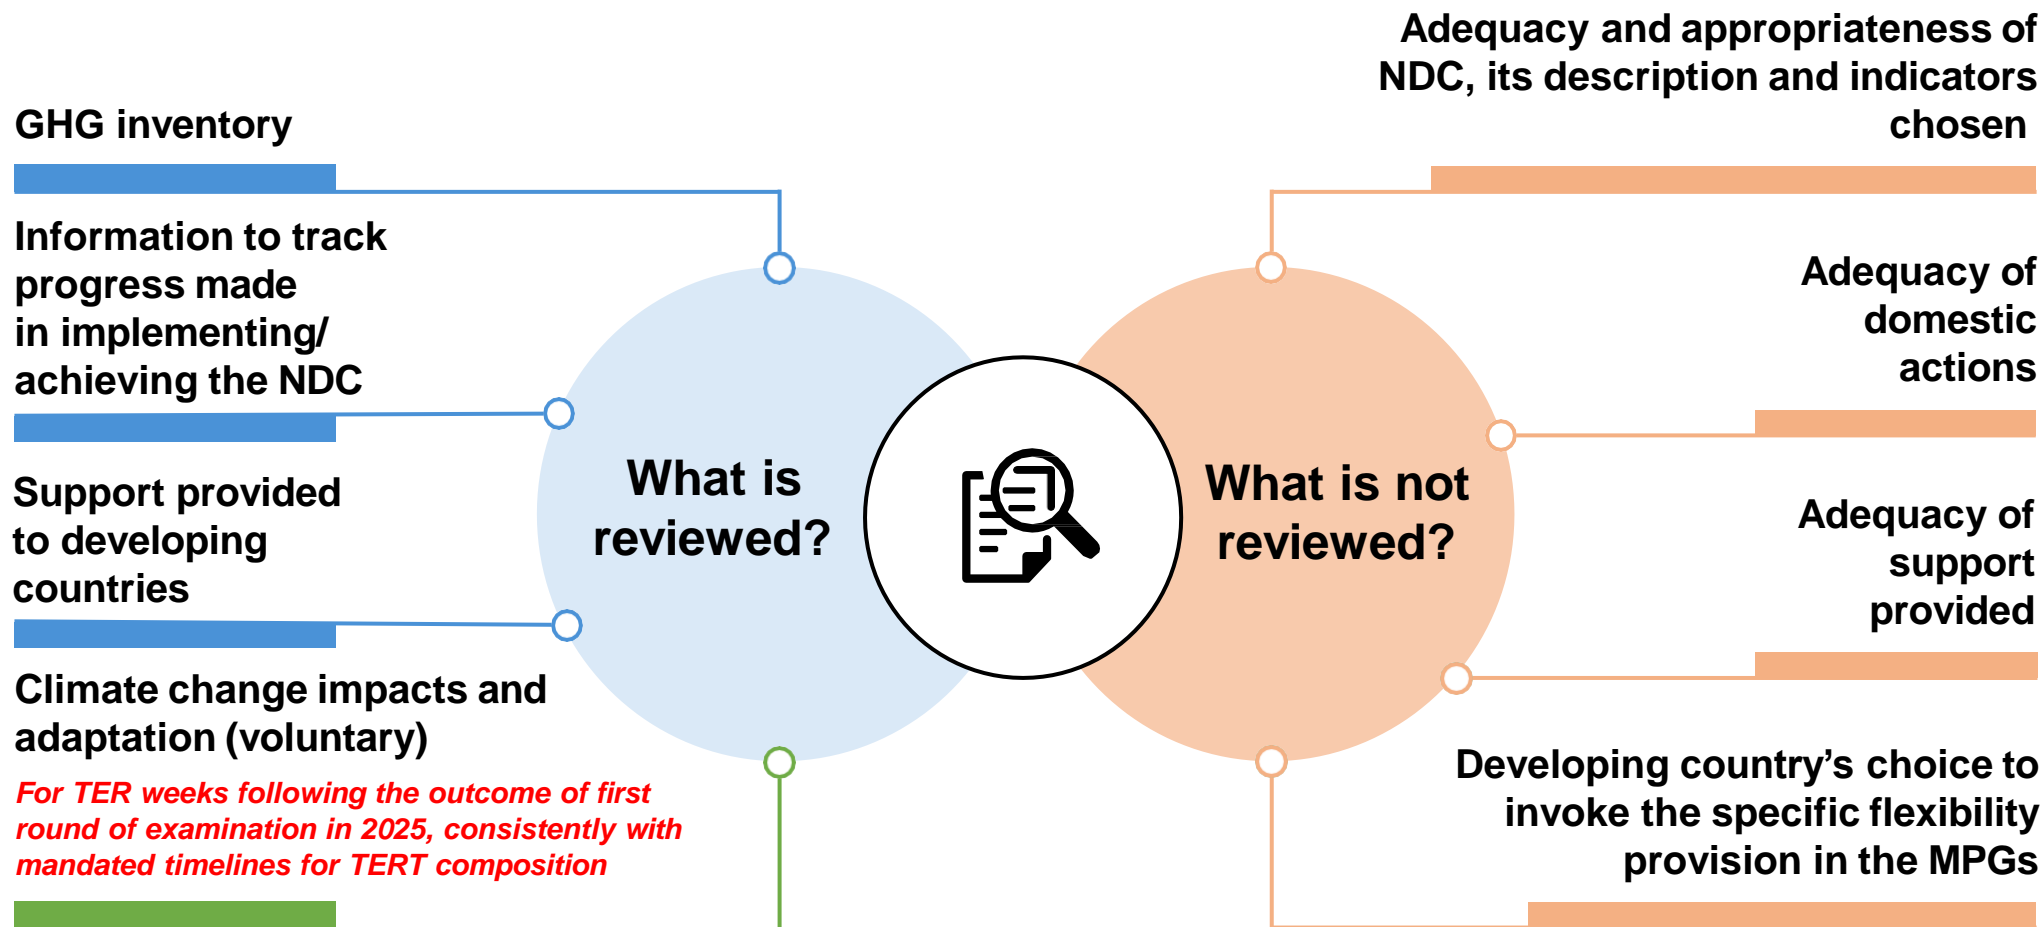 GHG inventory
Information to track
progress made
in implementing/
achieving the NDC
Support provided
to developing
countries
Climate change impacts and
adaptation (voluntary)
For TER weeks following the outcome of first
round of examination in 2025, consistently with
mandated timelines for TERT composition
What is
reviewed?
What is not
reviewed?
Adequacy and appropriateness of
NDC, its description and indicators
chosen
Adequacy of
domestic
actions
Adequacy of
support
provided
Developing country’s choice to
invoke the specific flexibility
provision in the MPGs